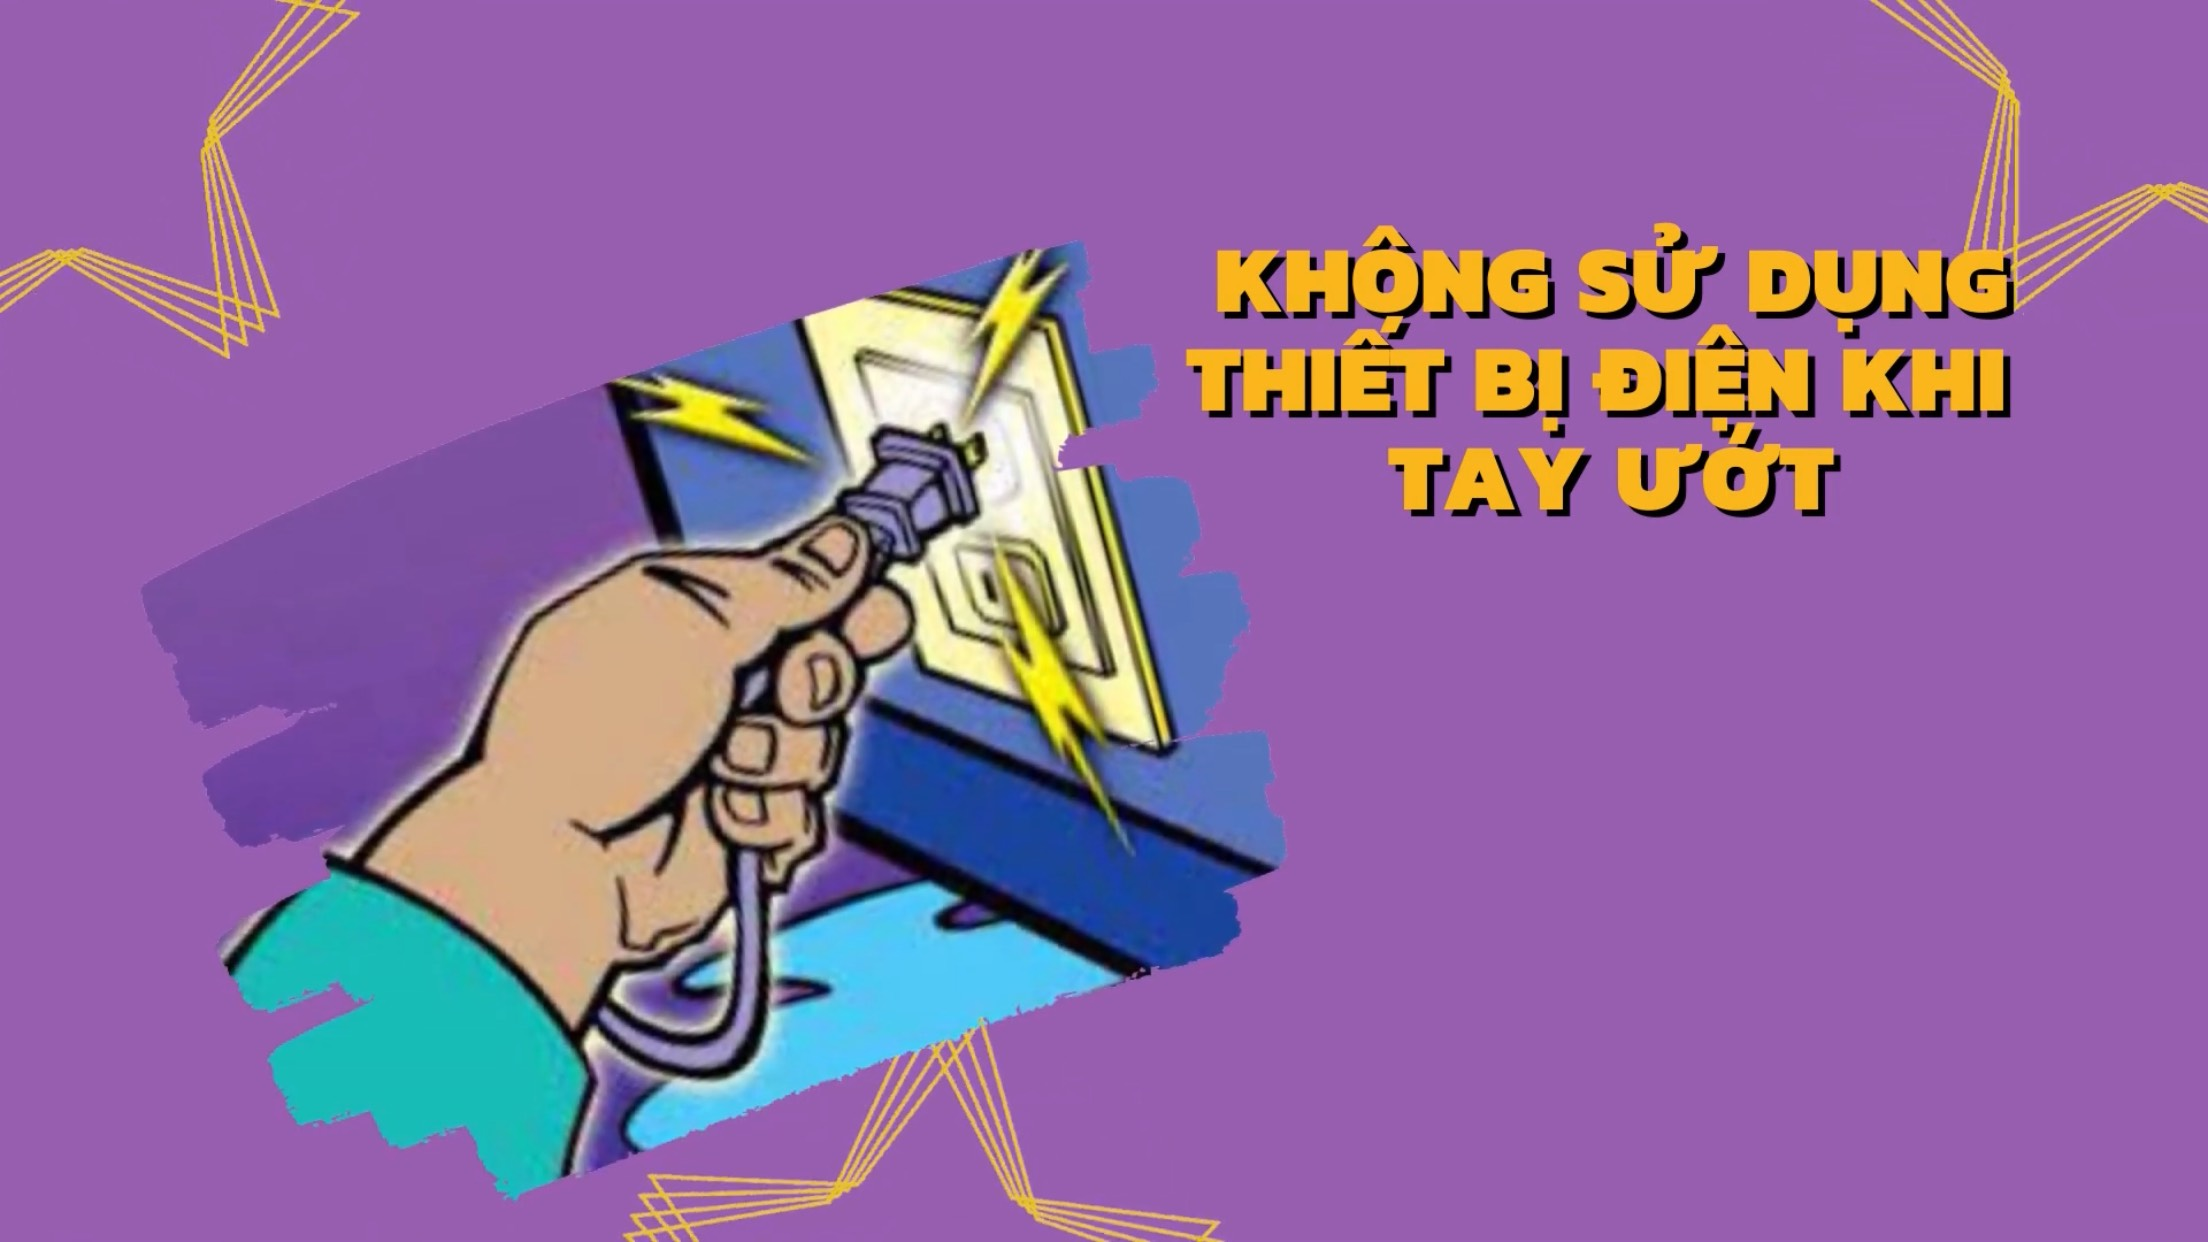 KHÔNG SỬ DỤNG
THIẾT BỊ ĐIỆN KHI
TAY ƯỚT